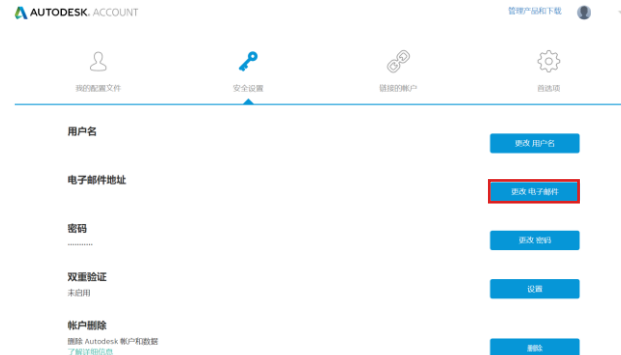 AUTODESK. ACCOUNT
管理产品和下载
我的配置文件
安全设置
链接的帐户
首选项
用户名
更改 用户名
电子邮件地址
更改 电子邮件
密码
............
更改 密码
双重验证
未启用
设置
帐户删除
删除 Autodesk 帐户和数据
了解详细信息
删除